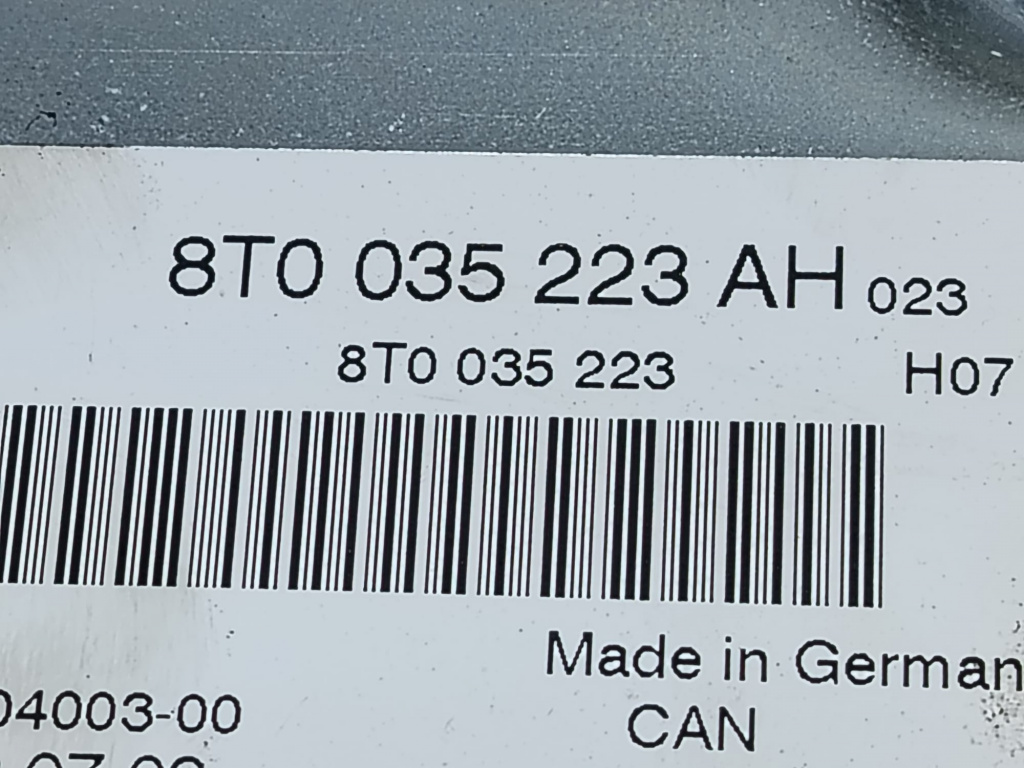 8T0 035 223 AH 023
8T0 035 223 H07
Made in German
04003-00
CAN